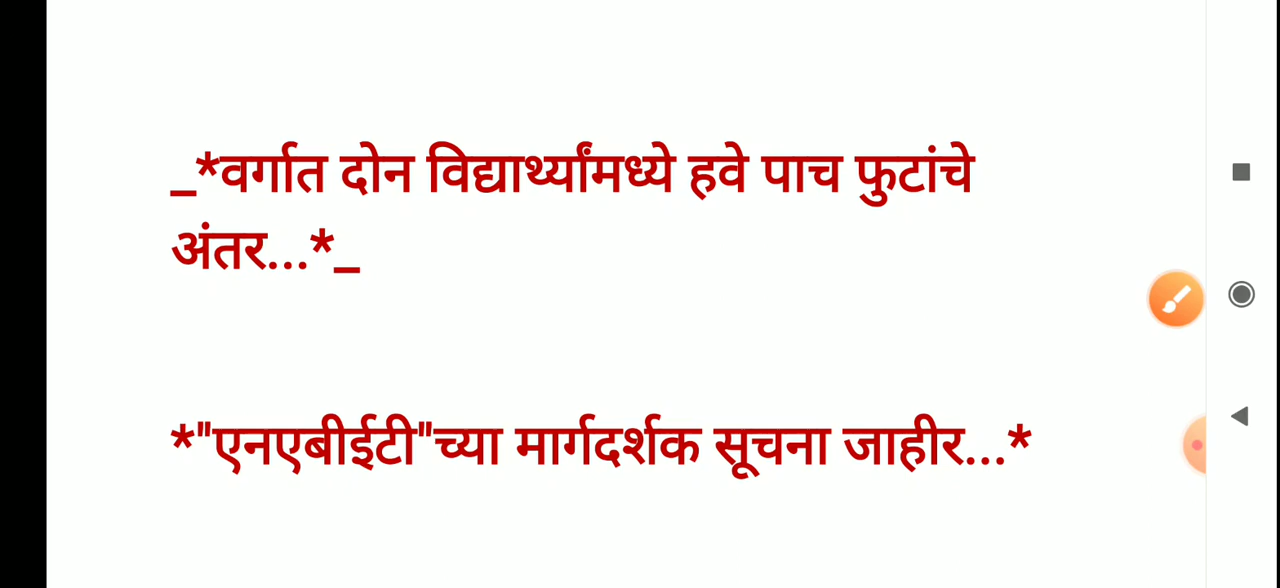 _*वर्गात दोन विद्यार्थ्यांमध्ये हवे पाच फुटांचे
अंतर...*_
*"एनएबीईटी"च्या मार्गदर्शक सूचना जाहीर...*